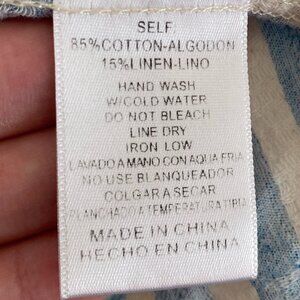 SELF
85%COTTON-ALGODON
15%LINEN-LINO
HAND WASH
W/COLD WATER
DO NOT BLEACH
LINE DRY
IRON LOW
LAVADO A MANO CON AQUA FRIA
NO USE BLANQUEADOR
COLGAR A SECAR
PLANCHADO A TEMPERATURA TIBIA
MADE IN CHINA
HECHO EN CHINA